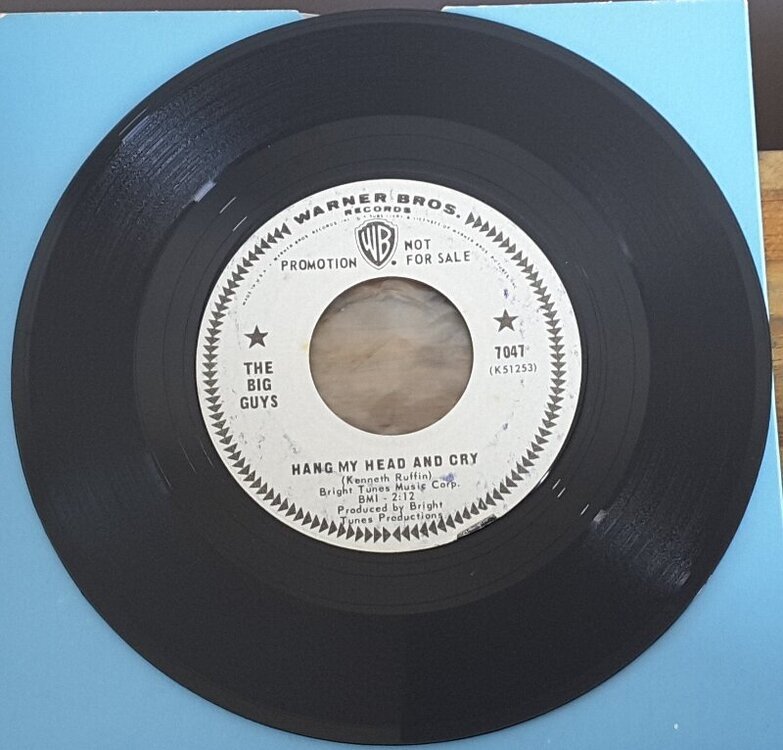 WARNER BROS.
RECORDS
WB
PROMOTION NOT
FOR SALE
THE
BIG
GUYS
7047
(K51253)
HANG MY HEAD AND CRY
(Kenneth Ruffin)
Bright Tunes Music Corp.
BMI - 2:12
Produced by Bright
Tunes Productions